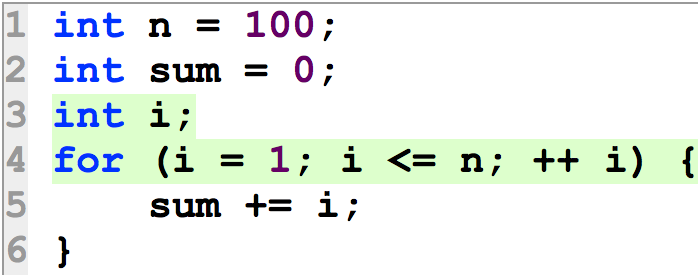 1 int n = 100;
2 int sum = 0;
3 int i;
4 for (i = 1; i <= n; ++ i) {
5     sum += i;
6 }